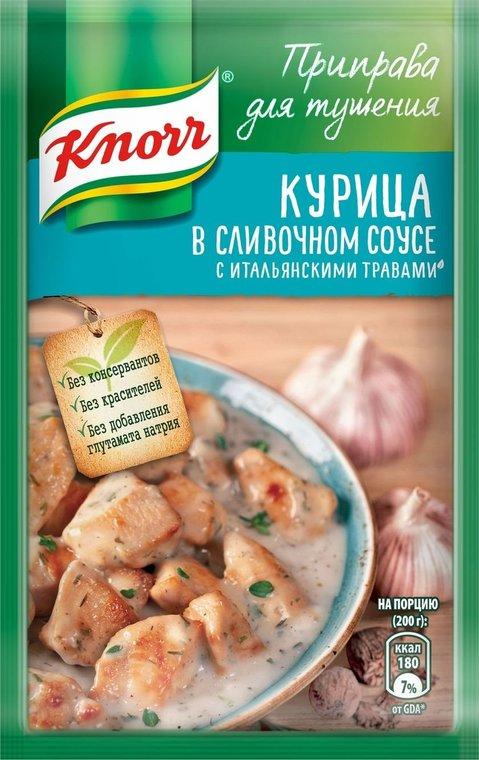 Приправа
для тушения
Knorr®
КУРИЦА
В СЛИВОЧНОМ СОУСЕ
С ИТАЛЬЯНСКИМИ ТРАВАМИ
Без консервантов
Без красителей
Без добавления
глутамата натрия
НА ПОРЦИЮ
(200 г):
ккал
180
7%
от GDA*